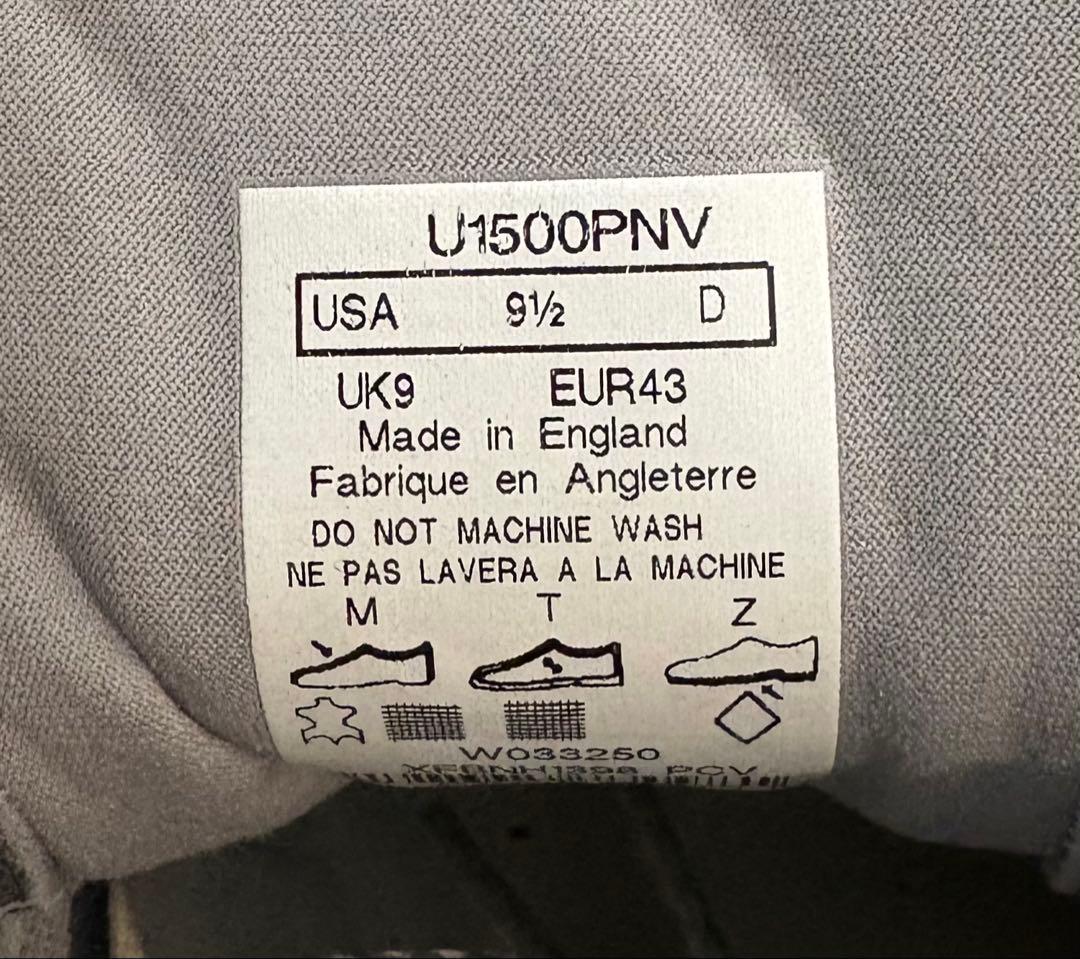 U1500PNV
USA 9½ D
UK9 EUR43
Made in England
Fabrique en Angleterre
DO NOT MACHINE WASH
NE PAS LAVERA A LA MACHINE
M T Z
W033250